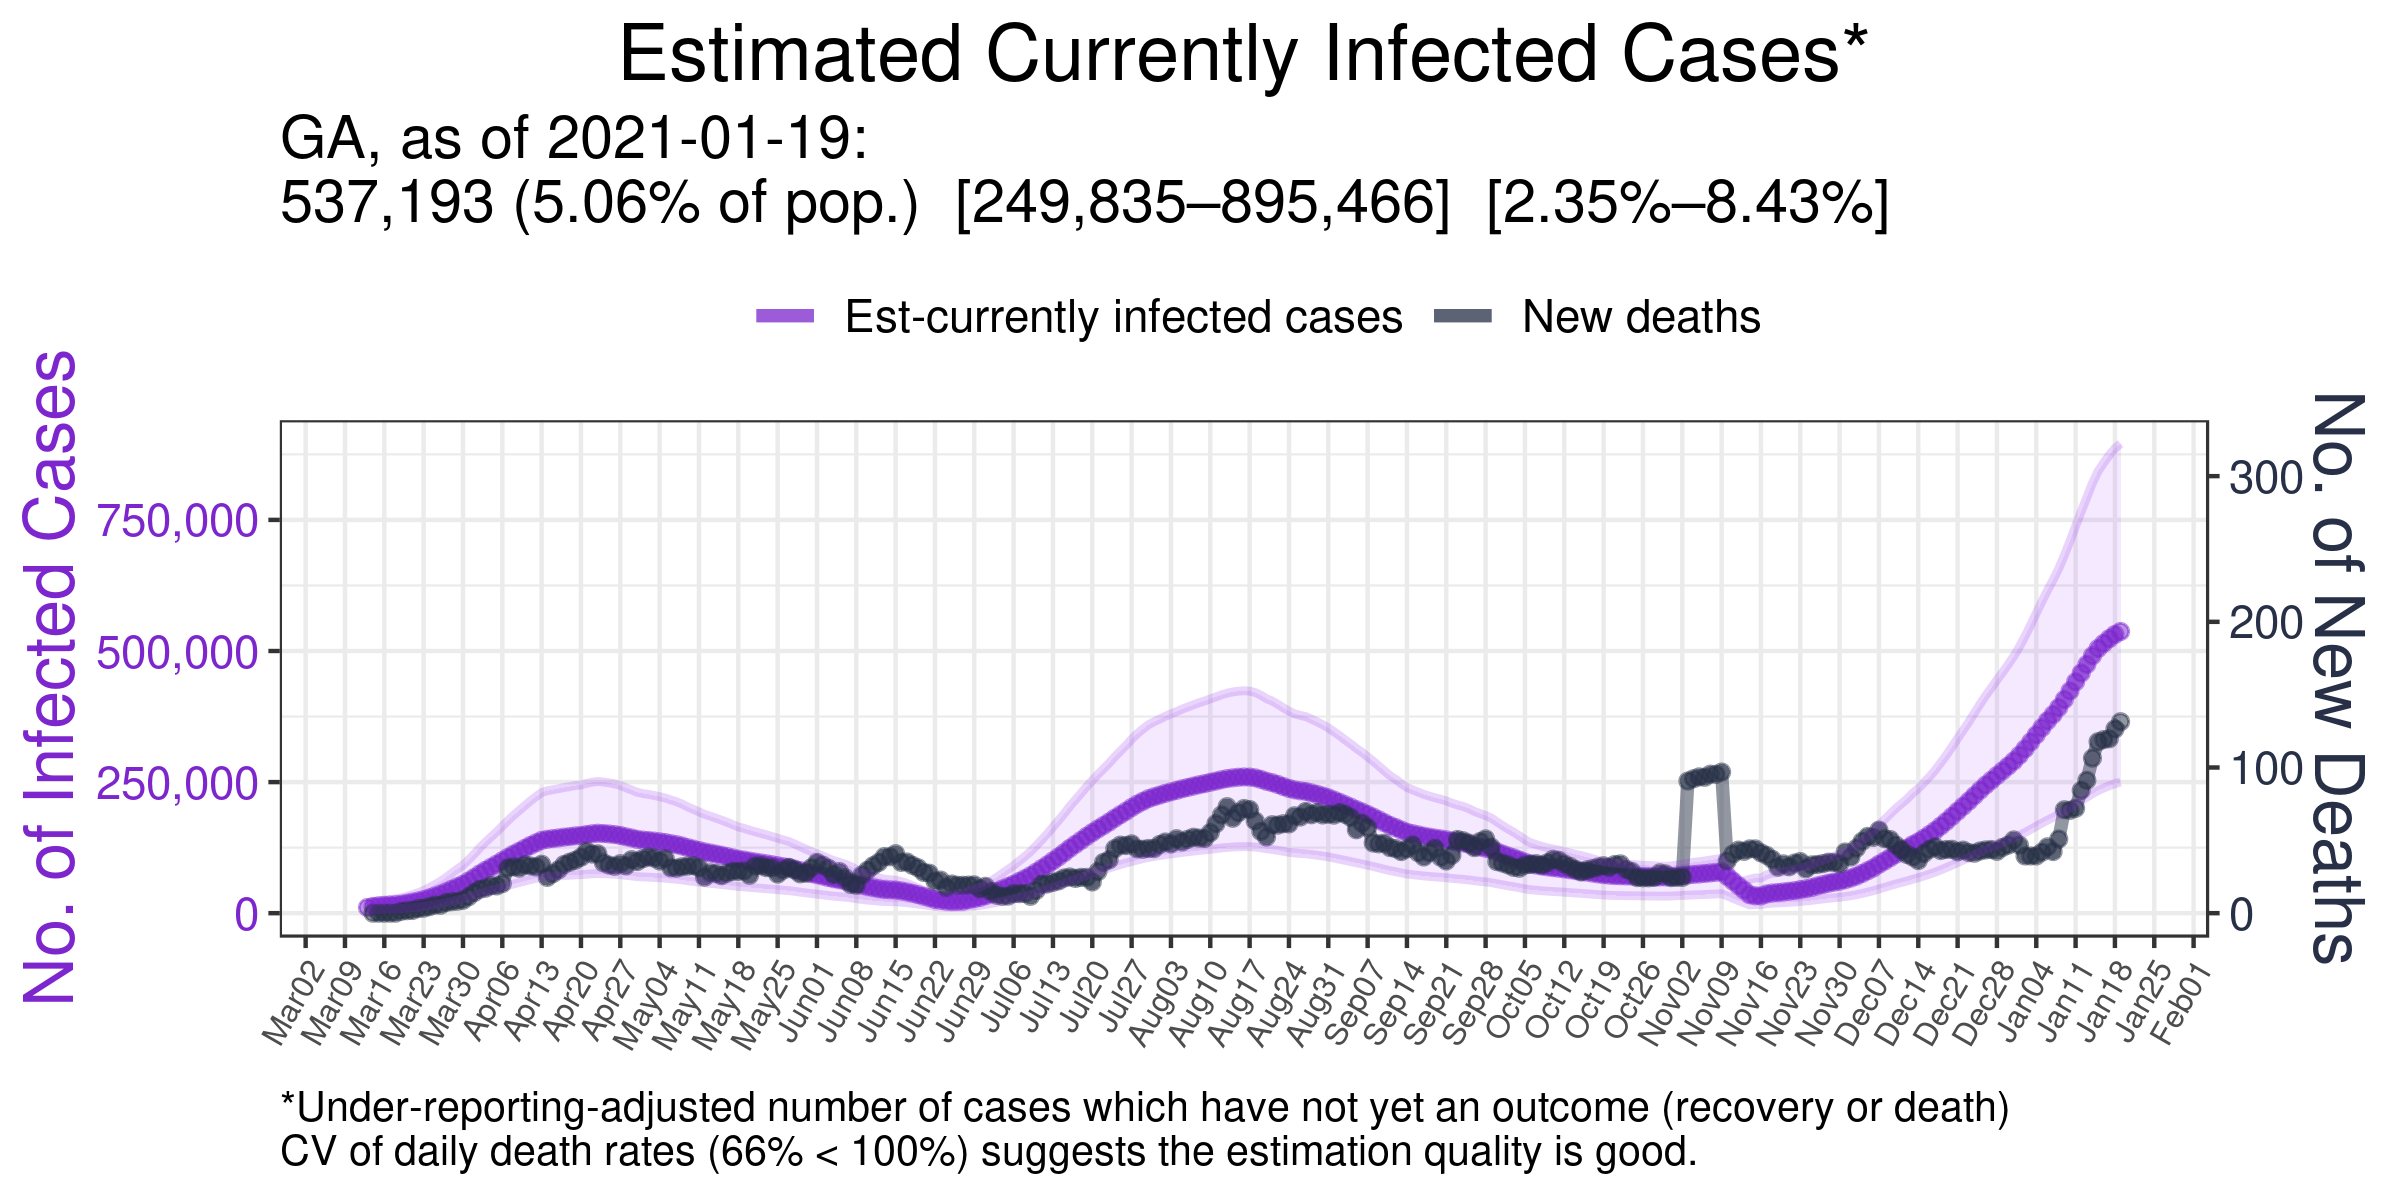 Estimated Currently Infected Cases*
GA, as of 2021-01-19:
537,193 (5.06% of pop.)  [249,835–895,466]  [2.35%–8.43%]
Est-currently infected cases
New deaths
No. of Infected Cases
750,000
500,000
250,000
0
300
200
100
0
No. of New Deaths
Mar02
Mar09
Mar16
Mar23
Mar30
Apr06
Apr13
Apr20
Apr27
May04
May11
May18
May25
Jun01
Jun08
Jun15
Jun22
Jun29
Jul06
Jul13
Jul20
Jul27
Aug03
Aug10
Aug17
Aug24
Aug31
Sep07
Sep14
Sep21
Sep28
Oct05
Oct12
Oct19
Oct26
Nov02
Nov09
Nov16
Nov23
Nov30
Dec07
Dec14
Dec21
Dec28
Jan04
Jan11
Jan18
Jan25
Feb01
*Under-reporting-adjusted number of cases which have not yet an outcome (recovery or death)
CV of daily death rates (66% < 100%) suggests the estimation quality is good.